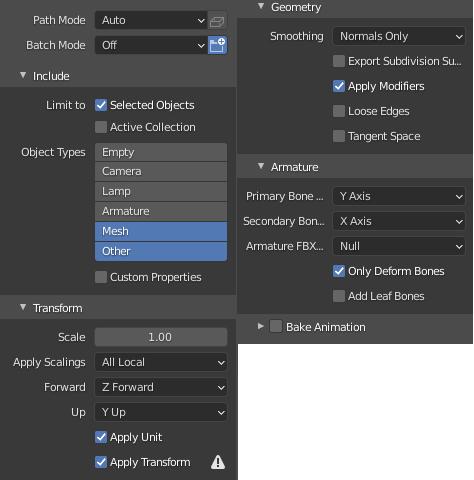 Path Mode Auto
Batch Mode Off
Include
Limit to Selected Objects
Active Collection
Object Types Empty
Camera
Lamp
Armature
Mesh
Other
Custom Properties
Transform
Scale 1.00
Apply Scalings All Local
Forward Z Forward
Up Y Up
Apply Unit
Apply Transform
Geometry
Smoothing Normals Only
Export Subdivision Su...
Apply Modifiers
Loose Edges
Tangent Space
Armature
Primary Bone ... Y Axis
Secondary Bon... X Axis
Armature FBX... Null
Only Deform Bones
Add Leaf Bones
Bake Animation